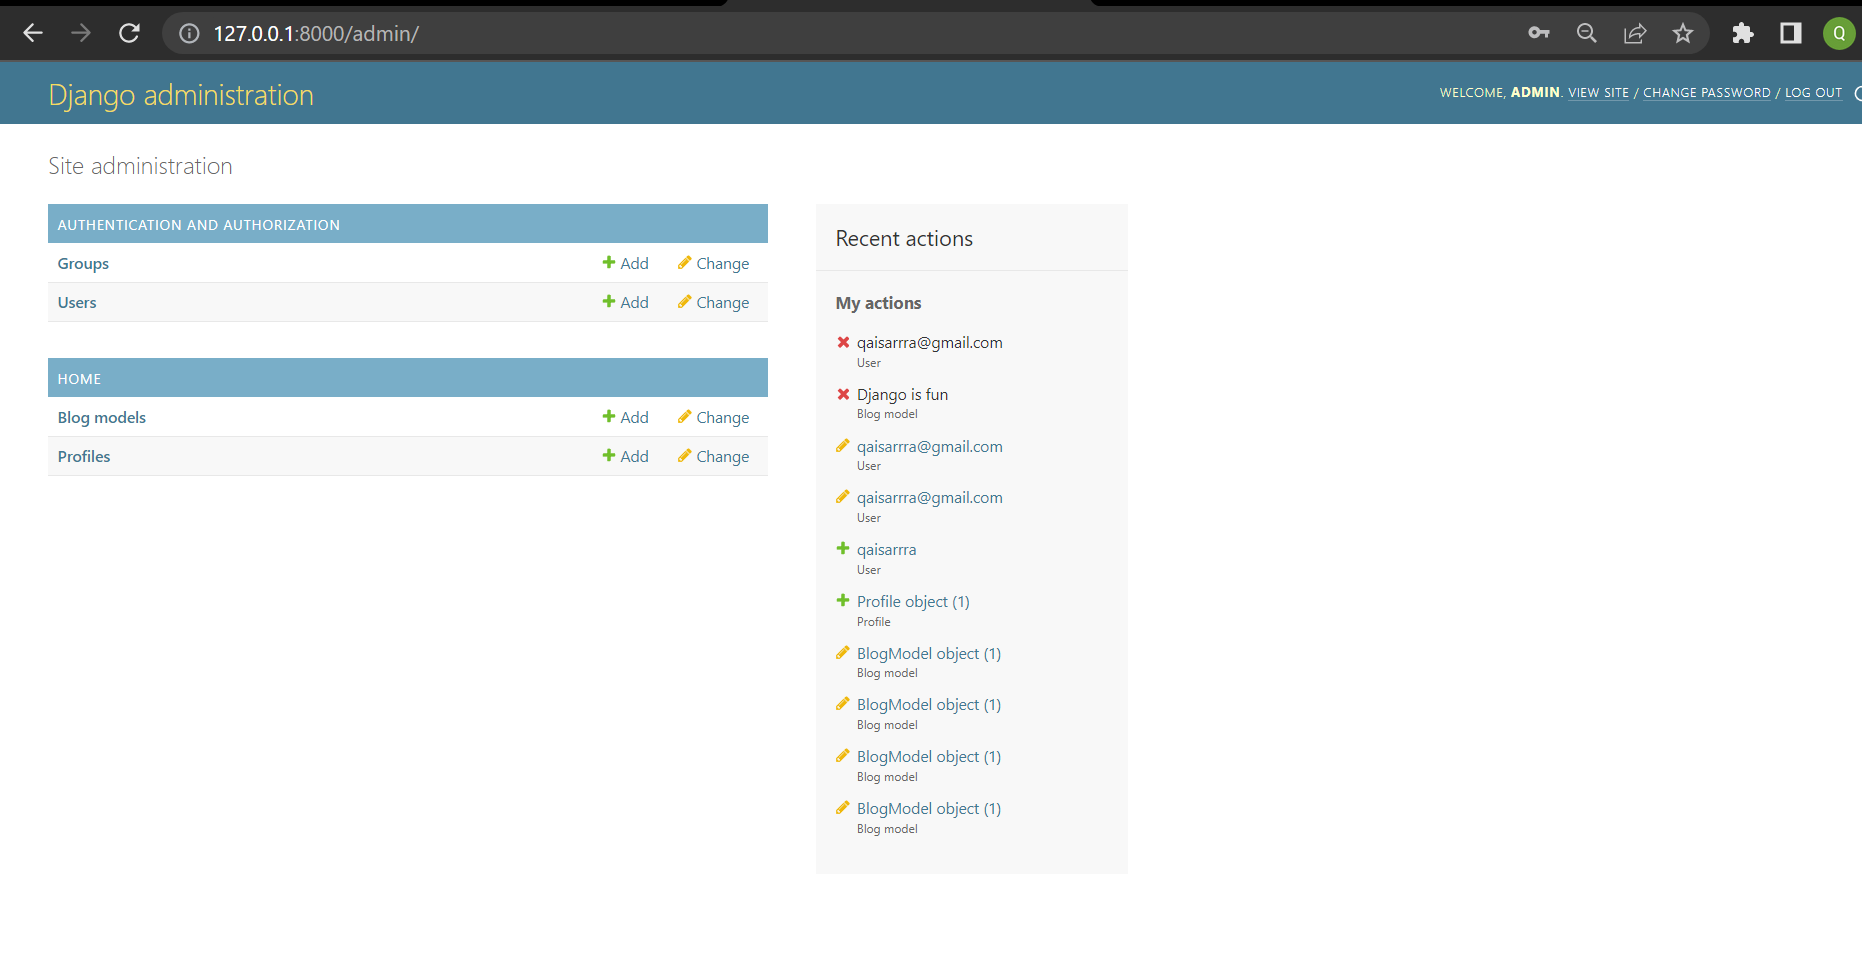 127.0.0.1:8000/admin/
Q
Django administration
WELCOME, ADMIN. VIEW SITE / CHANGE PASSWORD / LOG OUT
Site administration
AUTHENTICATION AND AUTHORIZATION
Groups Add Change
Users Add Change
HOME
Blog models Add Change
Profiles Add Change
Recent actions
My actions
qaisarrra@gmail.com
User
Django is fun
Blog model
qaisarrra@gmail.com
User
qaisarrra@gmail.com
User
qaisarrra
User
Profile object (1)
Profile
BlogModel object (1)
Blog model
BlogModel object (1)
Blog model
BlogModel object (1)
Blog model
BlogModel object (1)
Blog model